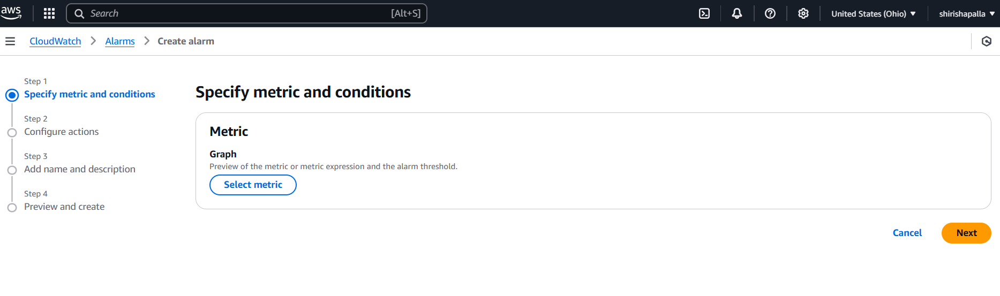 aws
Search [Alt+S]
United States (Ohio)
shirishapalla
CloudWatch Alarms Create alarm
Step 1
Specify metric and conditions
Step 2
Configure actions
Step 3
Add name and description
Step 4
Preview and create
Specify metric and conditions
Metric
Graph
Preview of the metric or metric expression and the alarm threshold.
Select metric
Cancel Next